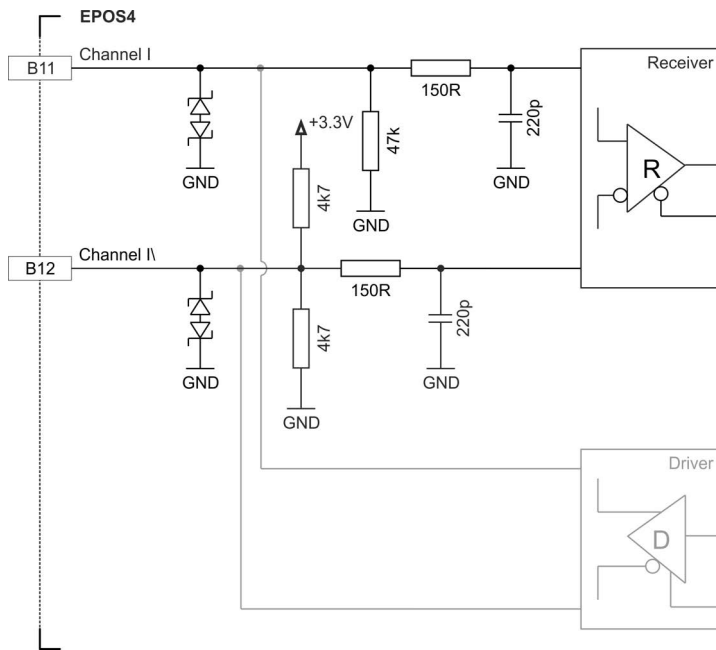 EPOS4
B11
Channel I
Receiver
150R
+3.3V
47k
220p
GND
GND
R
4k7
GND
B12
Channel I\
150R
4k7
220p
GND
GND
GND
Driver
D